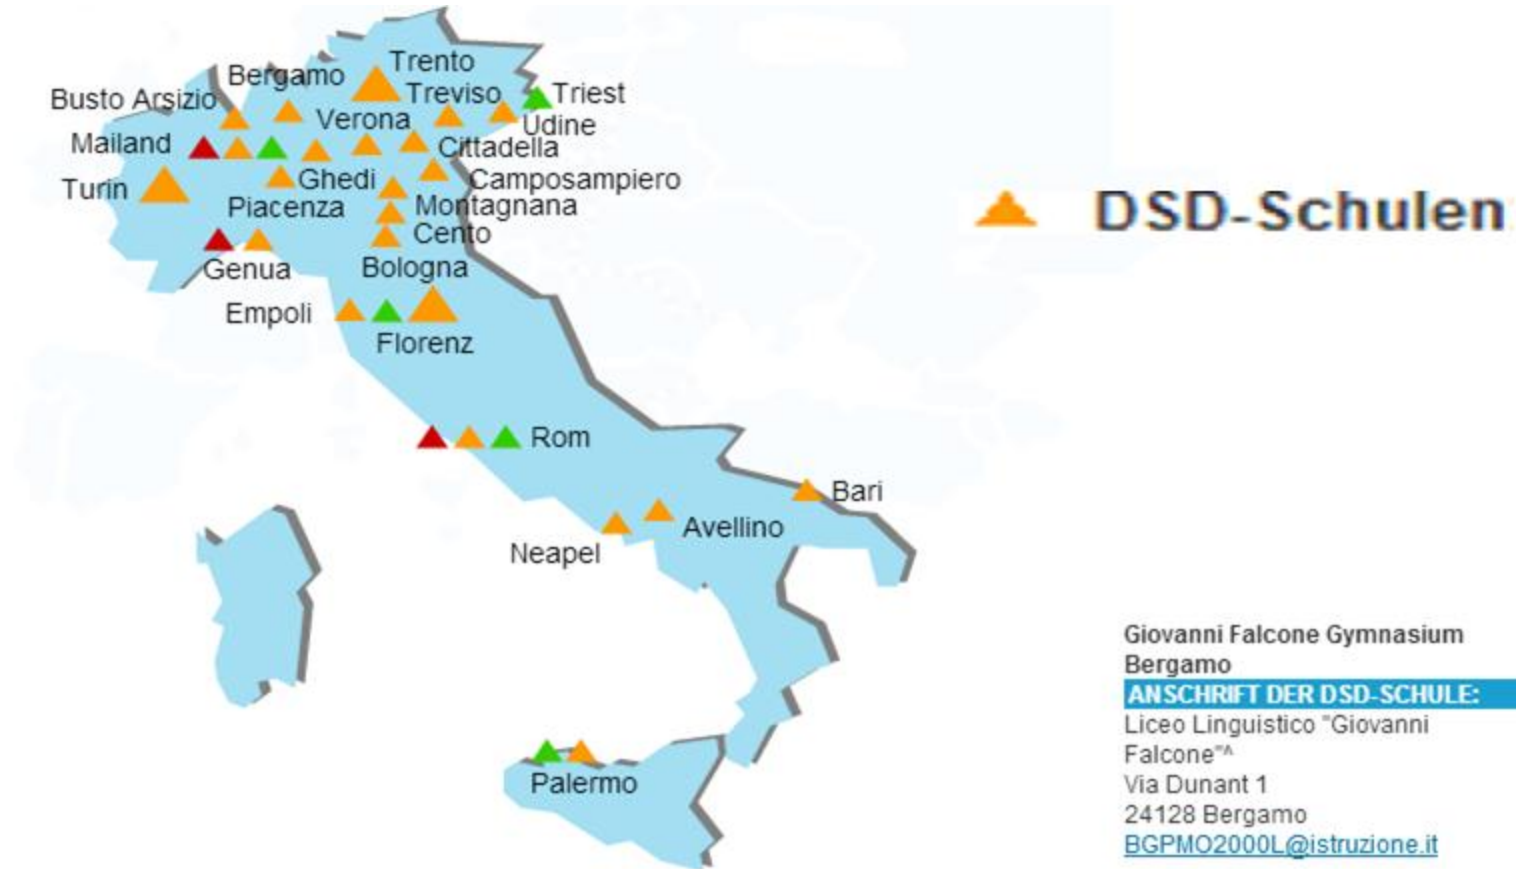 Trento
Bergamo
Treviso
Busto Arsizio
Triest
Verona
Udine
Mailand
Cittadella
Turin
Ghedi
Camposampiero
Piacenza
Montagnana
Cento
Genua
Bologna
Empoli
Florenz
Rom
Bari
Avellino
Neapel
Palermo
DSD-Schulen
Giovanni Falcone Gymnasium
Bergamo
ANSCHRIFT DER DSD-SCHULE:
Liceo Linguistico "Giovanni
Falcone"^
Via Dunant 1
24128 Bergamo
BGPMO2000L@istruzione.it